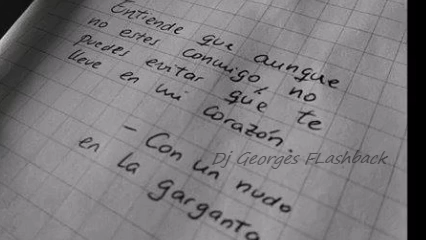 Entiende que aunque
no estes conmigo, no
puedes evitar que te
lleve en mi corazón.
- Con un nudo
en la garganta
Dj Georges FLashback